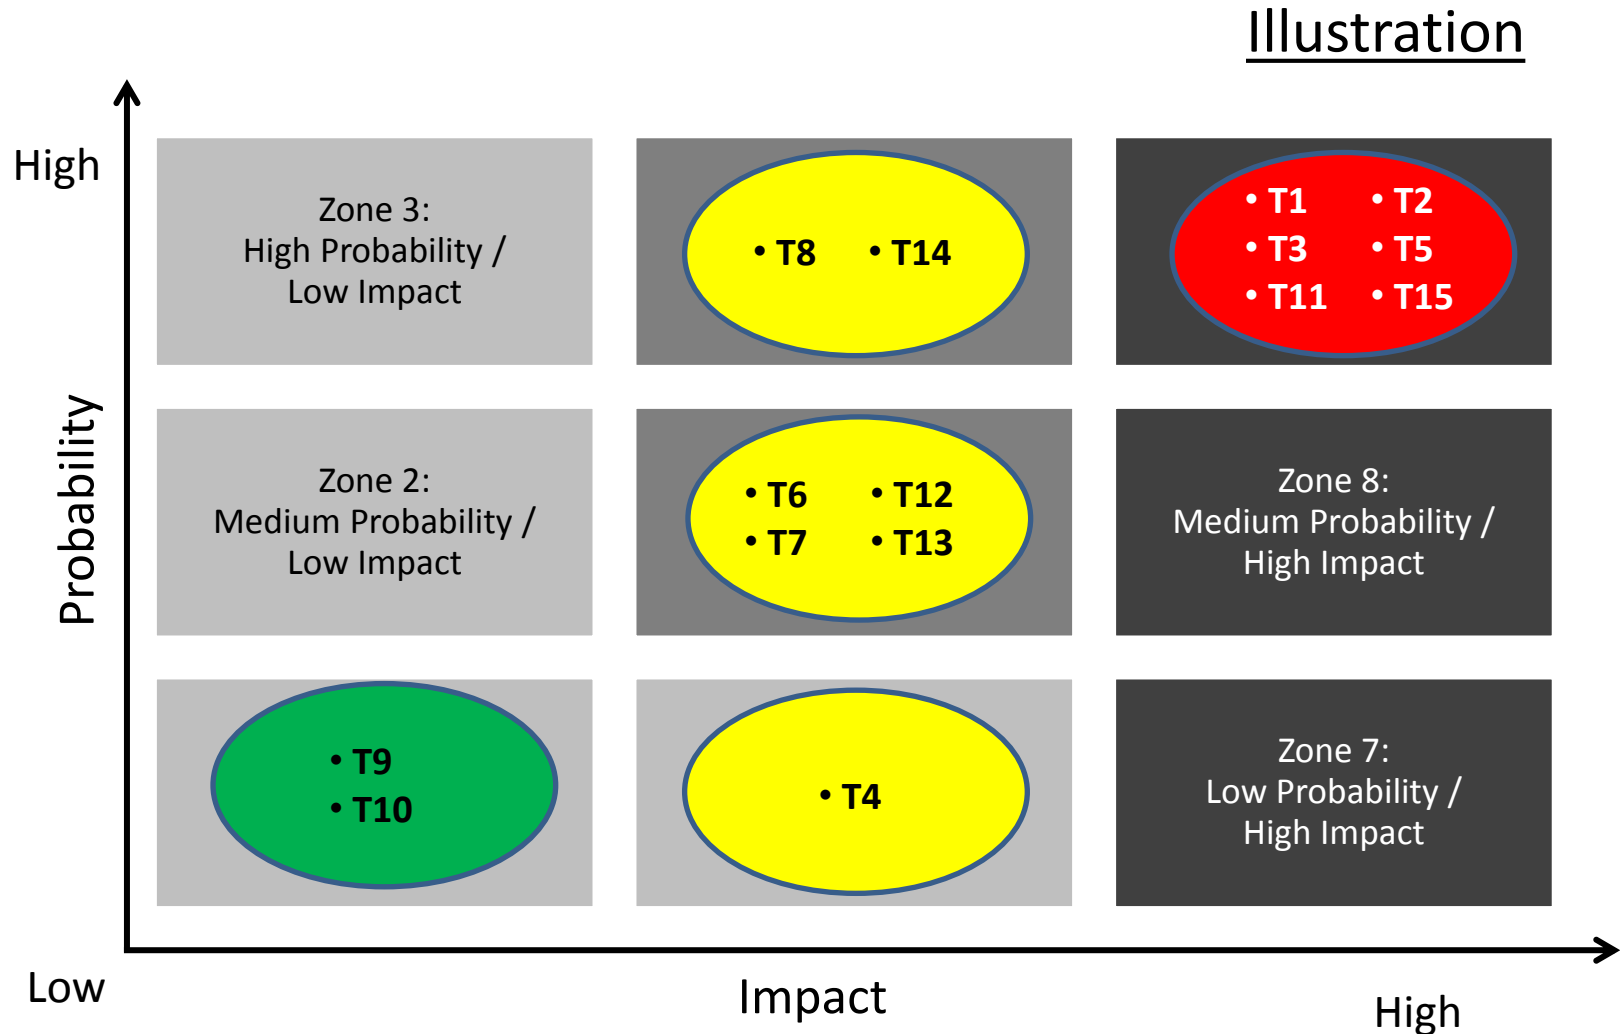 Illustration
High
Zone 3:
High Probability /
Low Impact
• T8 • T14
• T1 • T2
• T3 • T5
• T11 • T15
Probability
Zone 2:
Medium Probability /
Low Impact
• T6 • T12
• T7 • T13
Zone 8:
Medium Probability /
High Impact
• T9
• T10
• T4
Zone 7:
Low Probability /
High Impact
Low
Impact
High